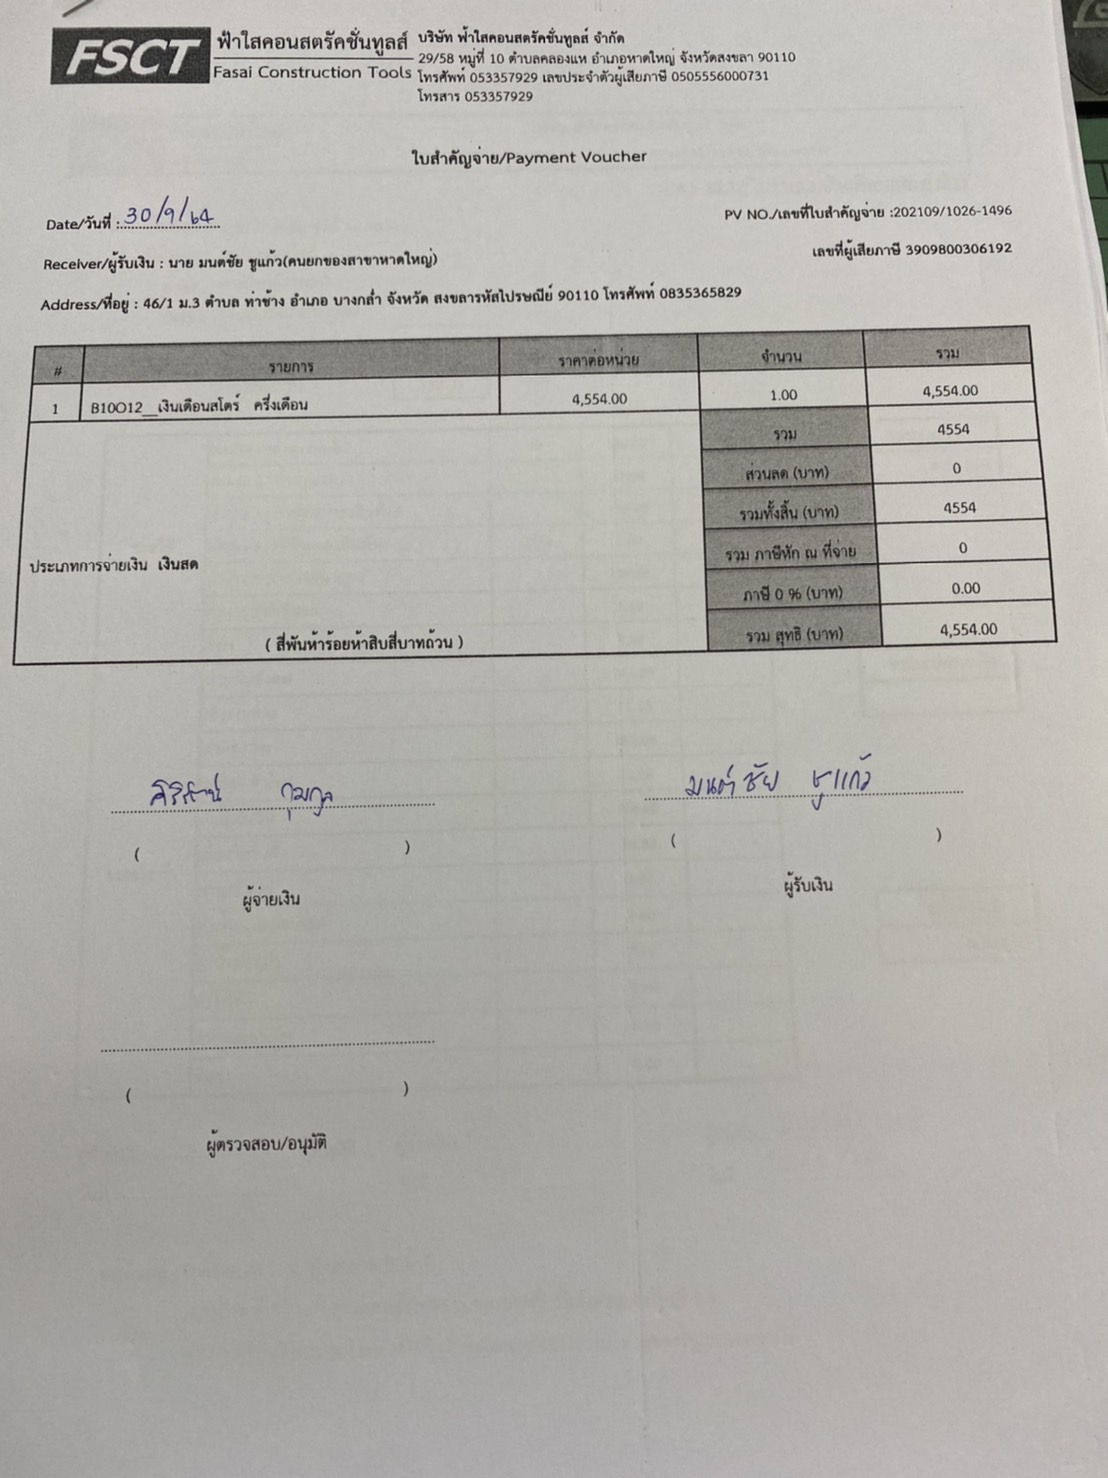 FSCT ฟ้าใสคอนสตรัคชั่นทูลส์
Fasai Construction Tools
บริษัท ฟ้าใสคอนสตรัคชั่นทูลส์ จำกัด
29/58 หมู่ที่ 10 ตำบลคลองแห อำเภอหาดใหญ่ จังหวัดสงขลา 90110
โทรศัพท์ 053357929 เลขประจำตัวผู้เสียภาษี 0505556000731
โทรสาร 053357929
ใบสำคัญจ่าย/Payment Voucher
Date/วันที่ : 30/9/64
PV NO./เลขที่ใบสำคัญจ่าย :202109/1026-1496
Receiver/ผู้รับเงิน : นาย มนต์ชัย ชูแก้ว(คนยกของสาขาหาดใหญ่)
เลขที่ผู้เสียภาษี 3909800306192
Address/ที่อยู่ : 46/1 ม.3 ตำบล ท่าช้าง อำเภอ บางกล่ำ จังหวัด สงขลารหัสไปรษณีย์ 90110 โทรศัพท์ 0835365829
# รายการ ราคาต่อหน่วย จำนวน รวม
1 B10O12__เงินเดือนสโตร์ ครึ่งเดือน 4,554.00 1.00 4,554.00
รวม 4554
ส่วนลด (บาท) 0
รวมทั้งสิ้น (บาท) 4554
รวม ภาษีหัก ณ ที่จ่าย 0
ประเภทการจ่ายเงิน เงินสด
ภาษี 0 % (บาท) 0.00
( สี่พันห้าร้อยห้าสิบสี่บาทถ้วน ) รวม สุทธิ (บาท) 4,554.00
มนต์ชัย ชูแก้ว
( ) ( )
ผู้จ่ายเงิน ผู้รับเงิน
( )
ผู้ตรวจสอบ/อนุมัติ